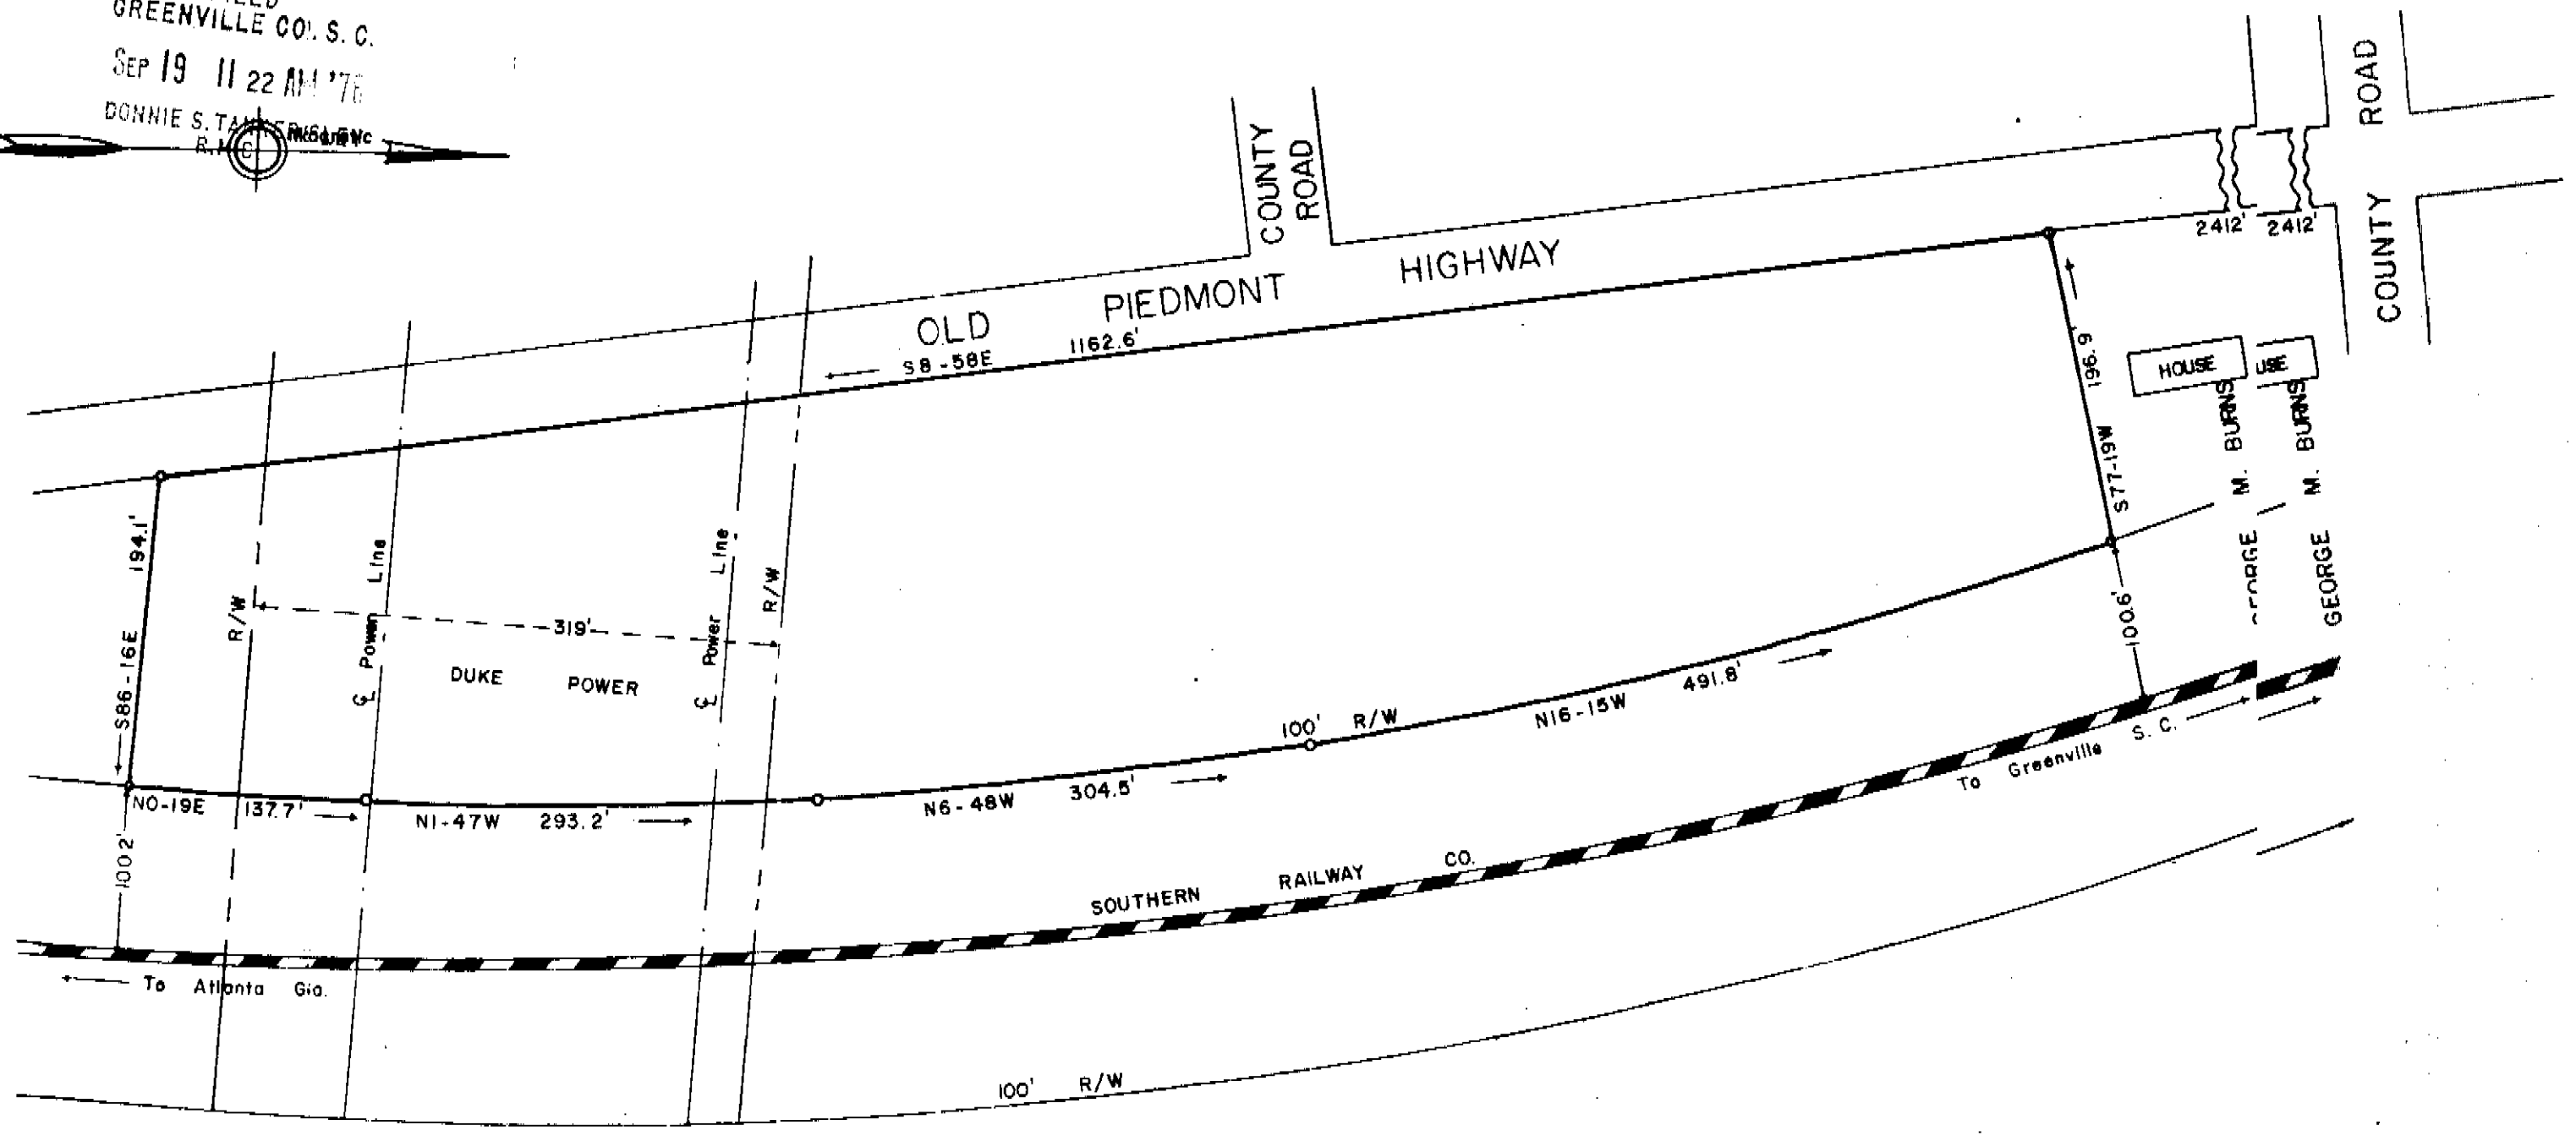 GREENVILLE CO. S. C.
SEP 19 11 22 AM '76
DONNIE S.
R.M.C.
COUNTY
ROAD
COUNTY ROAD
OLD PIEDMONT HIGHWAY
S8-58E 1162.6'
2412' 2412'
196.9'
S77-19W
HOUSE
USE
GEORGE M. BURNS
M. BURNS
194.1'
S86-16E
R/W
℄ Power Line
319'
DUKE POWER
℄ Power Line
R/W
100.6'
100' R/W
N16-15W 491.8'
N0-19E 137.7'
N1-47W 293.2'
N6-48W 304.5'
100.2'
To Greenville S. C.
SOUTHERN RAILWAY CO.
To Atlanta Gia.
100' R/W